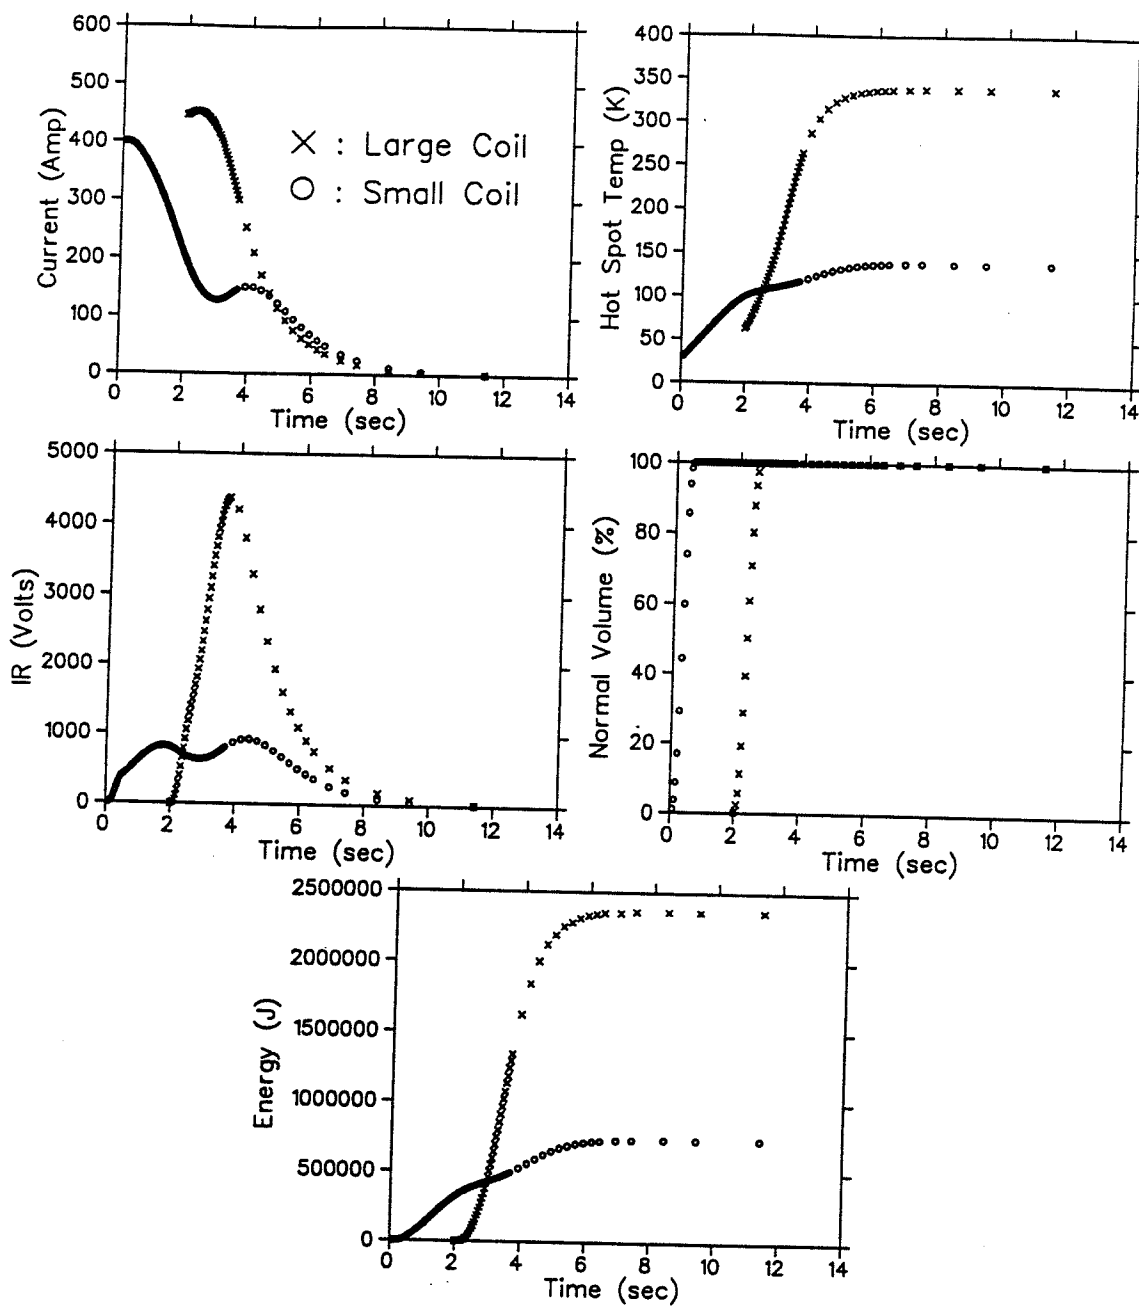 600
500
400
300
200
100
0
Current (Amp)
× : Large Coil
○ : Small Coil
0 2 4 6 8 10 12 14
Time (sec)
400
350
300
250
200
150
100
50
0
Hot Spot Temp (K)
0 2 4 6 8 10 12 14
Time (sec)
5000
4000
3000
2000
1000
0
IR (Volts)
0 2 4 6 8 10 12 14
Time (sec)
100
80
60
40
20
0
Normal Volume (%)
0 2 4 6 8 10 12 14
Time (sec)
2500000
2000000
1500000
1000000
500000
0
Energy (J)
0 2 4 6 8 10 12 14
Time (sec)